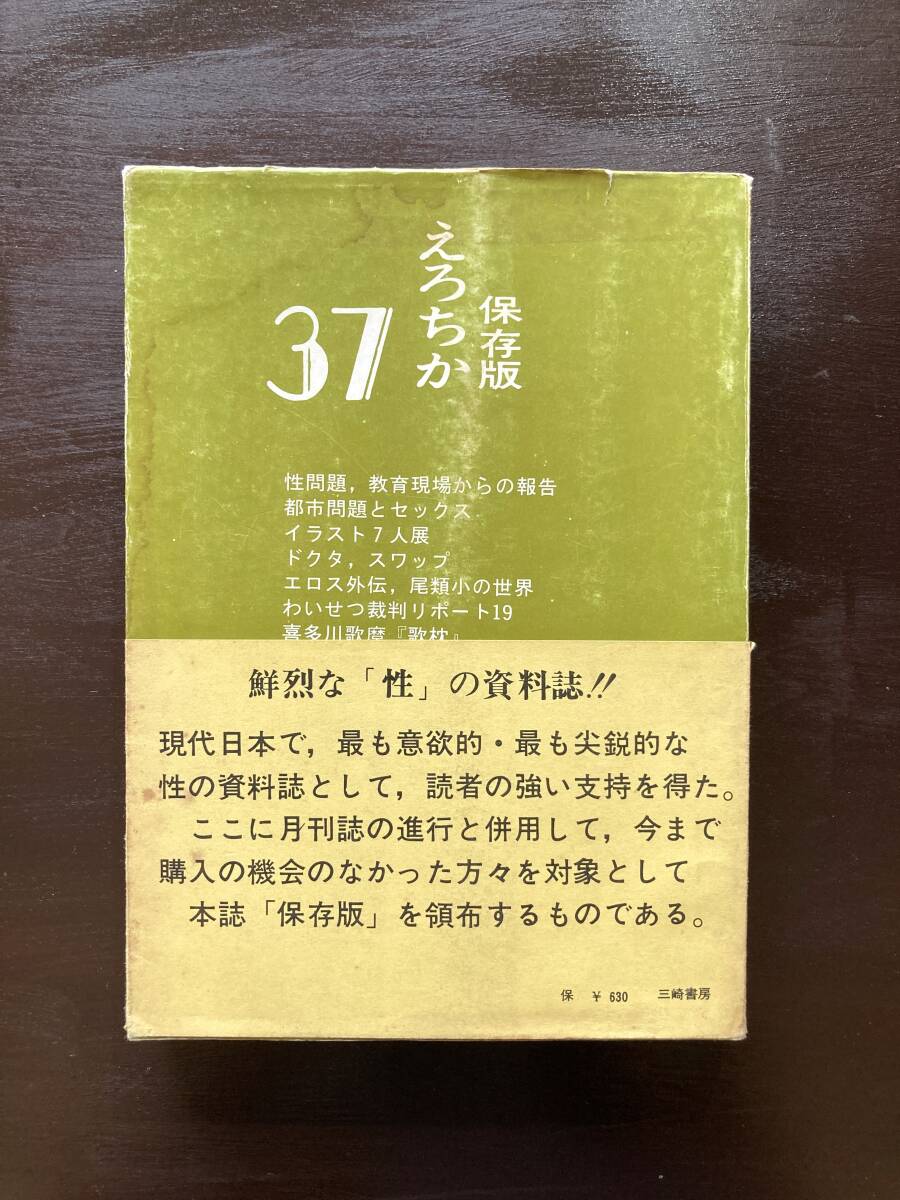 保存版
えろちか
37
性問題，教育現場からの報告
都市問題とセックス
イラスト7人展
ドクタ，スワップ
エロス外伝，尾類小の世界
わいせつ裁判リポート19
喜多川歌麿『歌枕』
鮮烈な「性」の資料誌!!
現代日本で，最も意欲的・最も尖鋭的な
性の資料誌として，読者の強い支持を得た。
ここに月刊誌の進行と併用して，今まで
購入の機会のなかった方々を対象として
本誌「保存版」を領布するものである。
保 ￥ 630 三崎書房